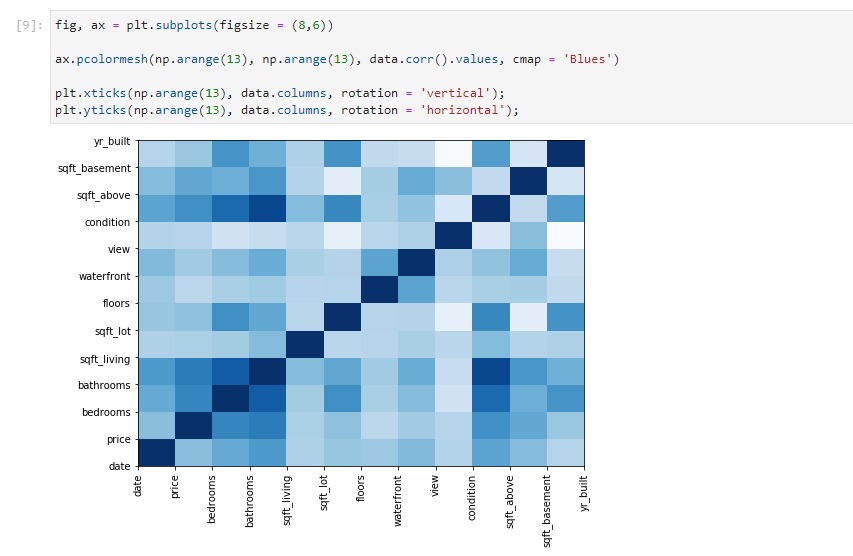 [9]: fig, ax = plt.subplots(figsize = (8,6))
ax.pcolormesh(np.arange(13), np.arange(13), data.corr().values, cmap = 'Blues')
plt.xticks(np.arange(13), data.columns, rotation = 'vertical');
plt.yticks(np.arange(13), data.columns, rotation = 'horizontal');
yr_built
sqft_basement
sqft_above
condition
view
waterfront
floors
sqft_lot
sqft_living
bathrooms
bedrooms
price
date
date price bedrooms bathrooms sqft_living sqft_lot floors waterfront view condition sqft_above sqft_basement yr_built